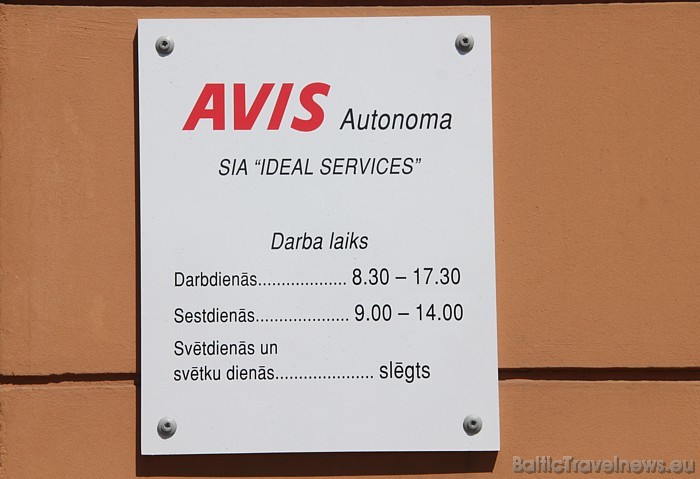 AVIS Autonoma
SIA “IDEAL SERVICES”
Darba laiks
Darbdienās................... 8.30 – 17.30
Sestdienās.................... 9.00 – 14.00
Svētdienās un
svētku dienās..................... slēgts
© BalticTravelnews.eu